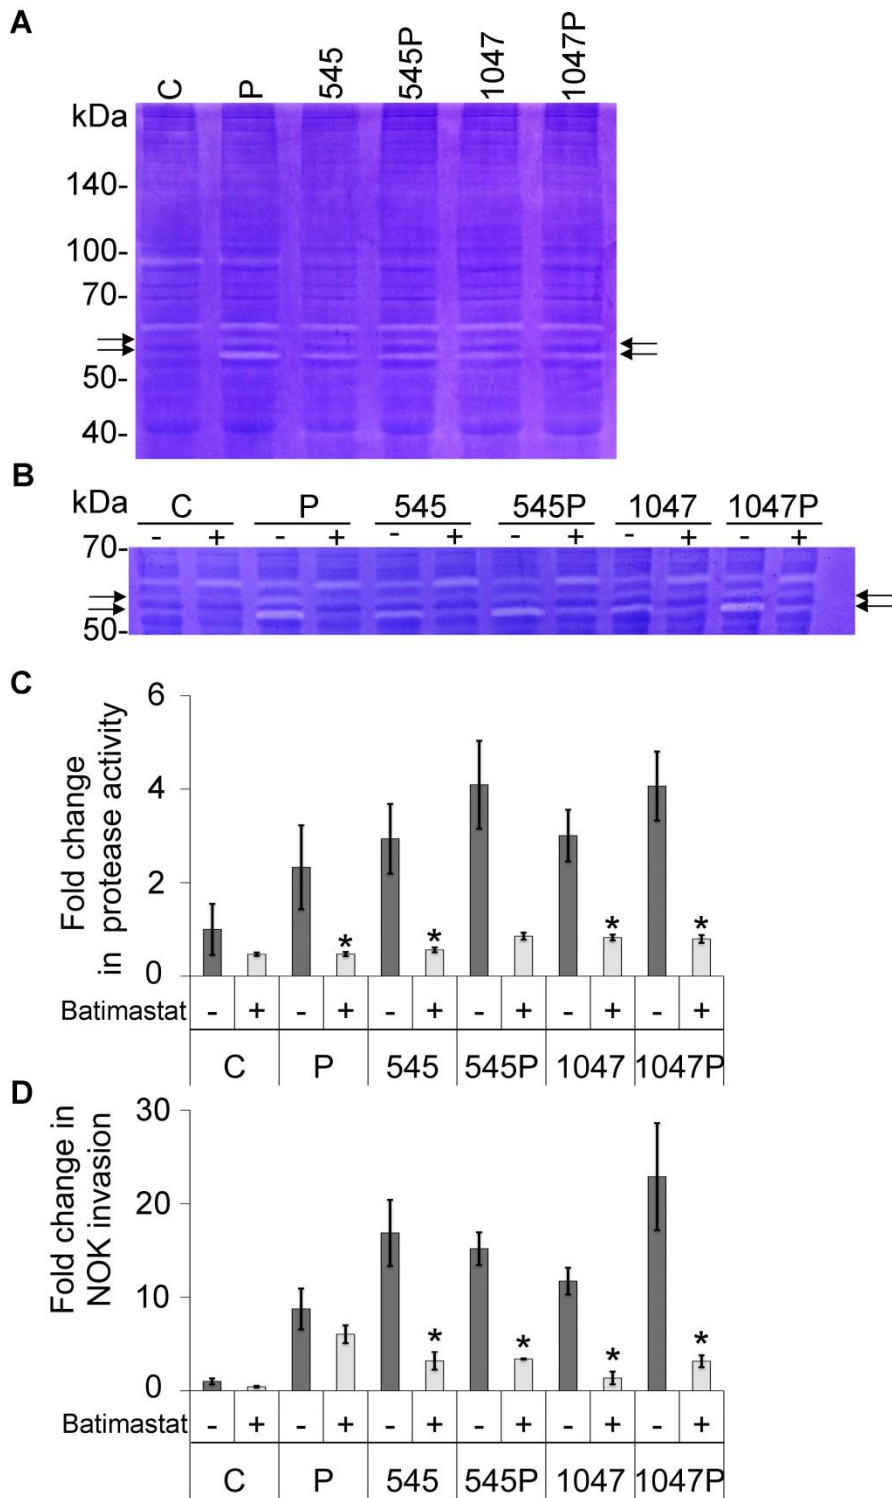 A
C P 545 545P 1047 1047P
kDa
140-
100-
70-
50-
40-
B
kDa C P 545 545P 1047 1047P
- + - + - + - + - + - +
70-
50-
C
Fold change
in protease activity
6
4
2
0
* * * *
Batimastat - + - + - + - + - + - +
C P 545 545P 1047 1047P
D
Fold change in
NOK invasion
30
20
10
0
* * * *
Batimastat - + - + - + - + - + - +
C P 545 545P 1047 1047P